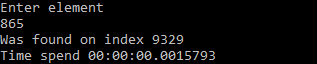 Enter element
865
Was found on index 9329
Time spend 00:00:00.0015793